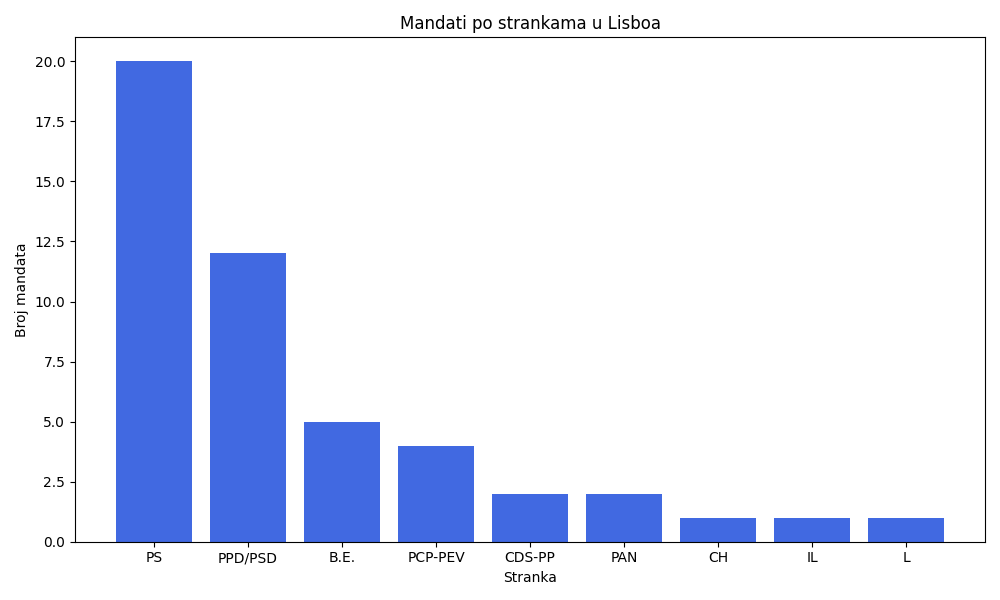 Mandati po strankama u Lisboa
Broj mandata
20.0
17.5
15.0
12.5
10.0
7.5
5.0
2.5
0.0
PS PPD/PSD B.E. PCP-PEV CDS-PP PAN CH IL L
Stranka